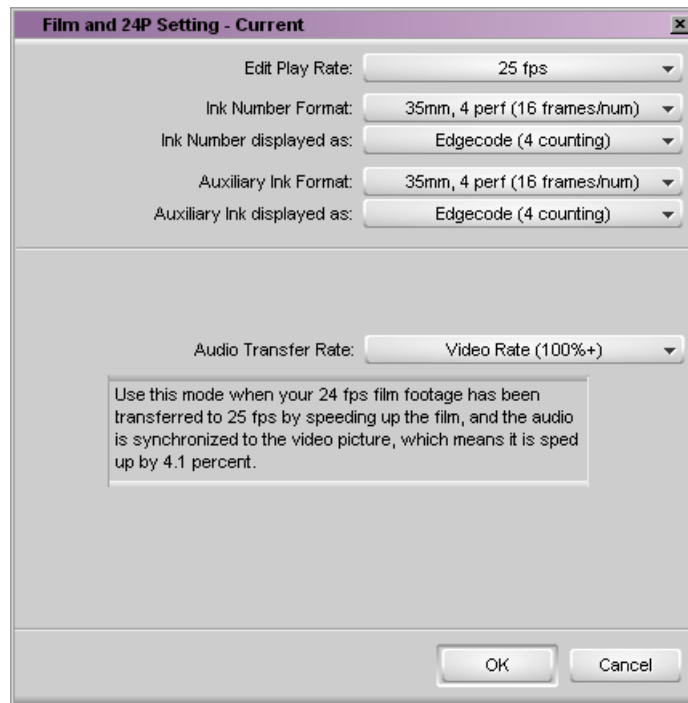 Film and 24P Setting - Current
Edit Play Rate: 25 fps
Ink Number Format: 35mm, 4 perf (16 frames/num)
Ink Number displayed as: Edgecode (4 counting)
Auxiliary Ink Format: 35mm, 4 perf (16 frames/num)
Auxiliary Ink displayed as: Edgecode (4 counting)
Audio Transfer Rate: Video Rate (100%+)
Use this mode when your 24 fps film footage has been
transferred to 25 fps by speeding up the film, and the audio
is synchronized to the video picture, which means it is sped
up by 4.1 percent.
OK Cancel